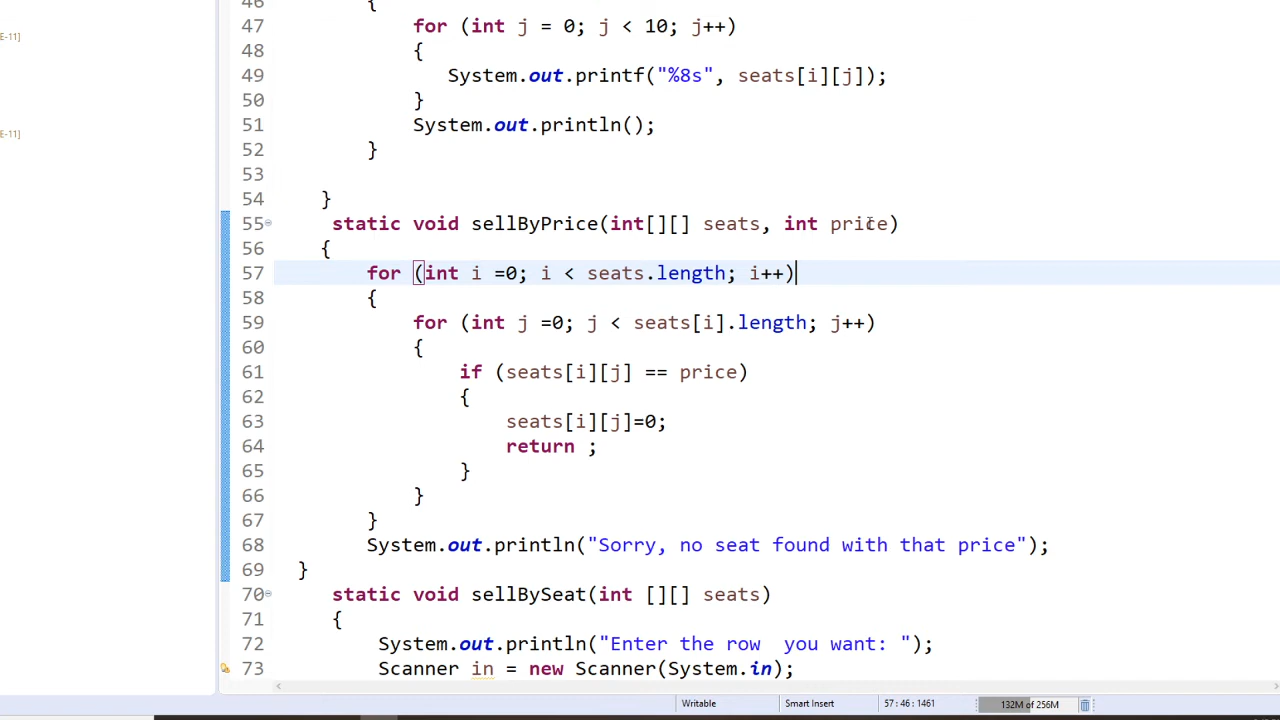 46 {
E-11]
47 for (int j = 0; j < 10; j++)
48 {
49 System.out.printf("%8s", seats[i][j]);
50 }
E-11]
51 System.out.println();
52 }
53
54 }
55 static void sellByPrice(int[][] seats, int price)
56 {
57 for (int i =0; i < seats.length; i++)
58 {
59 for (int j =0; j < seats[i].length; j++)
60 {
61 if (seats[i][j] == price)
62 {
63 seats[i][j]=0;
64 return ;
65 }
66 }
67 }
68 System.out.println("Sorry, no seat found with that price");
69 }
70 static void sellBySeat(int [][] seats)
71 {
72 System.out.println("Enter the row  you want: ");
73 Scanner in = new Scanner(System.in);
Writable Smart Insert 57 : 46 : 1461 132M of 256M